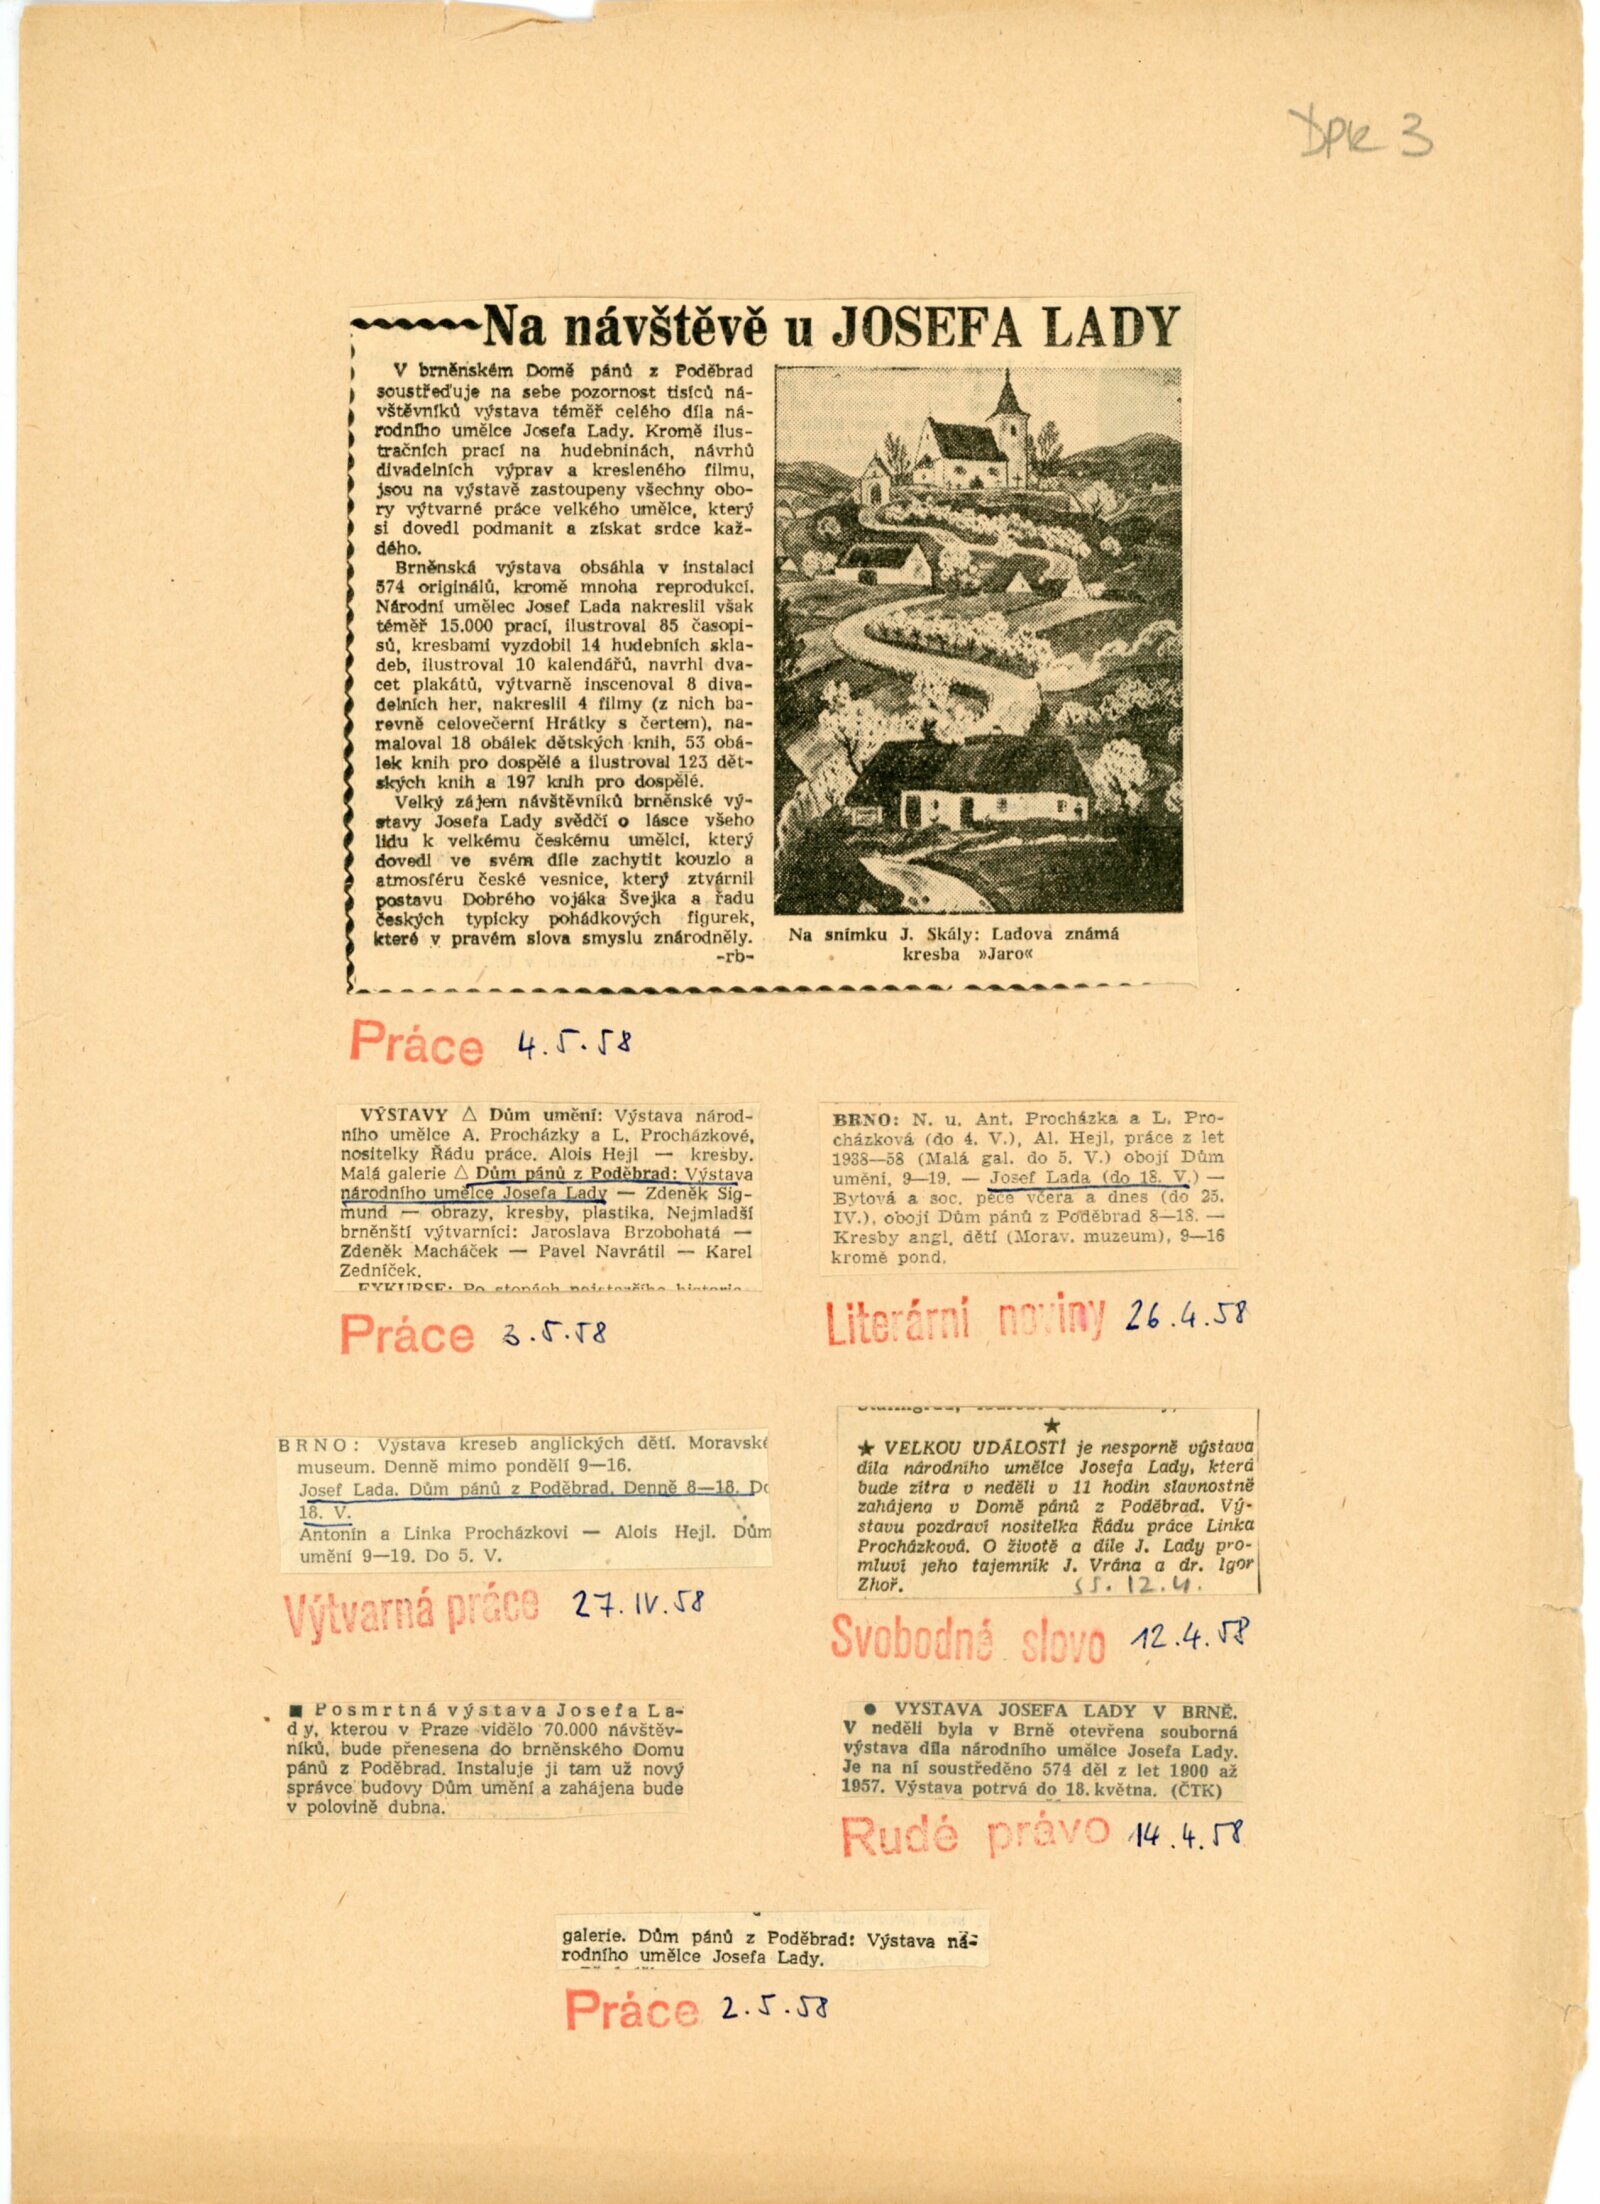 DPK 3
Na návštěvě u JOSEFA LADY
V brněnském Domě pánů z Poděbrad
soustřeďuje na sebe pozornost tisíců ná-
vštěvníků výstava téměř celého díla ná-
rodního umělce Josefa Lady. Kromě ilus-
tračních prací na hudebninách, návrhů
divadelních výprav a kresleného filmu,
jsou na výstavě zastoupeny všechny obo-
ry výtvarné práce velkého umělce, který
si dovedl podmanit a získat srdce kaž-
dého.
Brněnská výstava obsáhla v instalaci
574 originálů, kromě mnoha reprodukcí.
Národní umělec Josef Lada nakreslil však
téměř 15.000 prací, ilustroval 85 časopi-
sů, kresbami vyzdobil 14 hudebních skla-
deb, ilustroval 10 kalendářů, navrhl dva-
cet plakátů, výtvarně inscenoval 8 diva-
delních her, nakreslil 4 filmy (z nich ba-
revně celovečerní Hrátky s čertem), na-
maloval 18 obálek dětských knih, 53 obá-
lek knih pro dospělé a ilustroval 123 dět-
ských knih a 197 knih pro dospělé.
Velký zájem návštěvníků brněnské vý-
stavy Josefa Lady svědčí o lásce všeho
lidu k velkému českému umělci, který
dovedl ve svém díle zachytit kouzlo a
atmosféru české vesnice, který ztvárnil
postavu Dobrého vojáka Švejka a řadu
českých typicky pohádkových figurek,
které v pravém slova smyslu znárodněly.
-rb-
Na snímku J. Skály: Ladova známá
kresba »Jaro«
Práce 4.5.58
VÝSTAVY △ Dům umění: Výstava národ-
ního umělce A. Procházky a L. Procházkové,
nositelky Řádu práce. Alois Hejl — kresby.
Malá galerie △ Dům pánů z Poděbrad: Výstava
národního umělce Josefa Lady — Zdeněk Sig-
mund — obrazy, kresby, plastika. Nejmladší
brněnští výtvarníci: Jaroslava Brzobohatá —
Zdeněk Macháček — Pavel Navrátil — Karel
Zedníček.
EXKURSE: Po stopách nejstaršího historie
Práce 3.5.58
BRNO: N. u. Ant. Procházka a L. Pro-
cházková (do 4. V.), Al. Hejl, práce z let
1938—58 (Malá gal. do 5. V.) obojí Dům
umění, 9—19. — Josef Lada (do 18. V.) —
Bytová a soc. péče včera a dnes (do 25.
IV.), obojí Dům pánů z Poděbrad 8—18. —
Kresby angl. dětí (Morav. muzeum), 9—16
kromě pond.
Literární noviny 26.4.58
BRNO: Výstava kreseb anglických dětí. Moravské
museum. Denně mimo pondělí 9—16.
Josef Lada. Dům pánů z Poděbrad. Denně 8—18. Do
18. V.
Antonín a Linka Procházkovi — Alois Hejl. Dům
umění 9—19. Do 5. V.
Výtvarná práce 27.IV.58
★
★ VELKOU UDÁLOSTÍ je nesporně výstava
díla národního umělce Josefa Lady, která
bude zítra v neděli v 11 hodin slavnostně
zahájena v Domě pánů z Poděbrad. Vý-
stavu pozdraví nositelka Řádu práce Linka
Procházková. O životě a díle J. Lady pro-
mluví jeho tajemník J. Vrána a dr. Igor
Zhoř. SS. 12.4.
Svobodné slovo 12.4.58
■ Posmrtná výstava Josefa La-
dy, kterou v Praze vidělo 70.000 návštěv-
níků, bude přenesena do brněnského Domu
pánů z Poděbrad. Instaluje ji tam už nový
správce budovy Dům umění a zahájena bude
v polovině dubna.
● VÝSTAVA JOSEFA LADY V BRNĚ.
V neděli byla v Brně otevřena souborná
výstava díla národního umělce Josefa Lady.
Je na ní soustředěno 574 děl z let 1900 až
1957. Výstava potrvá do 18. května. (ČTK)
Rudé právo 14.4.58
galerie. Dům pánů z Poděbrad: Výstava ná-
rodního umělce Josefa Lady.
Práce 2.5.58